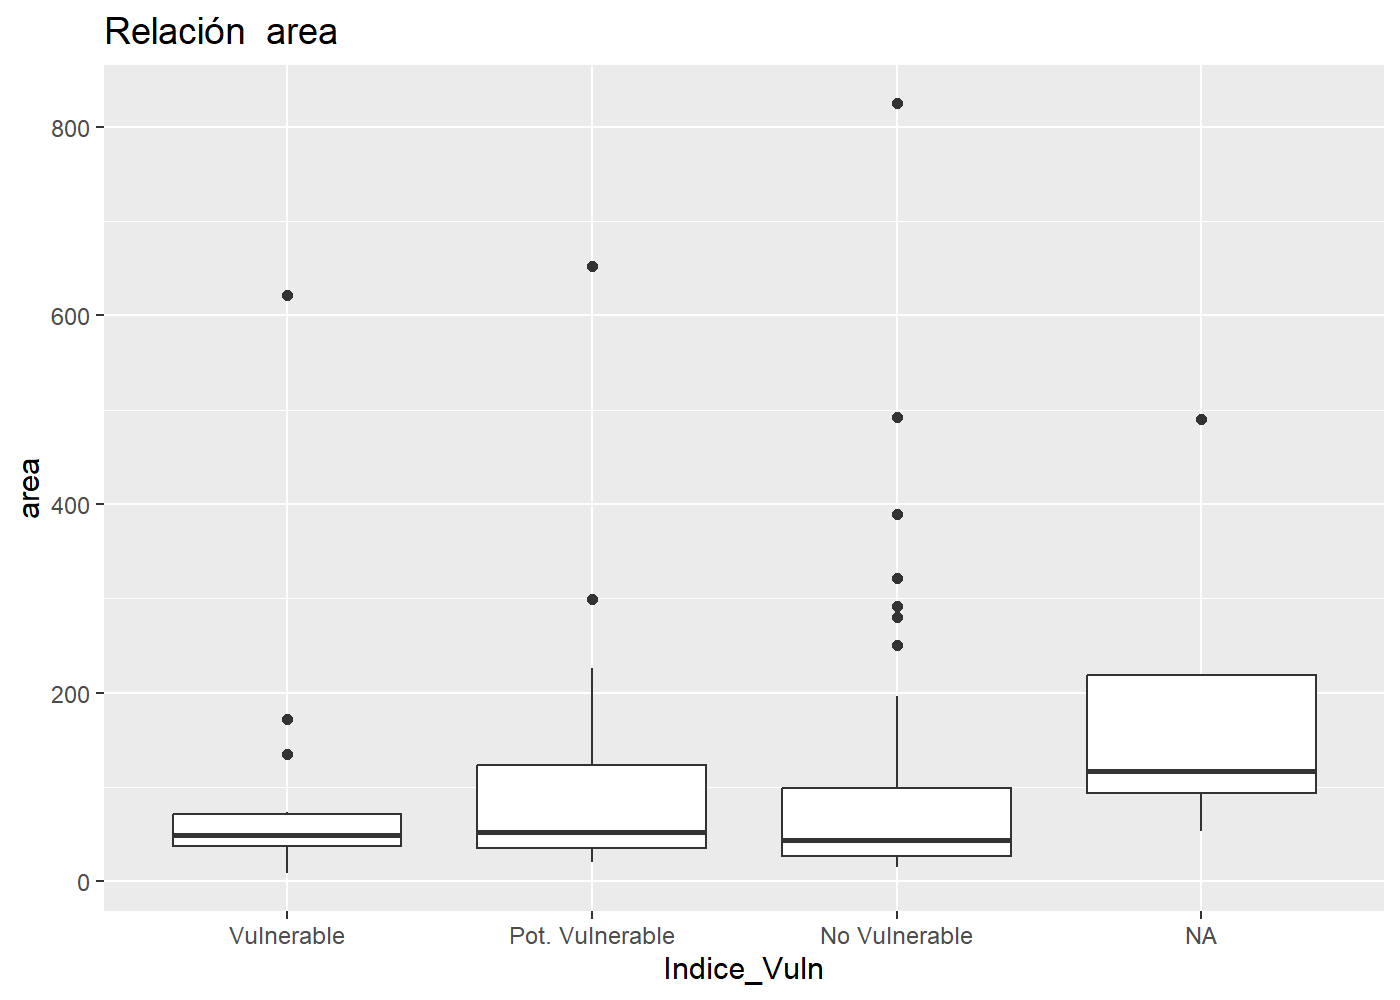 Relación  area
800
600
400
200
0
area
Vulnerable
Pot. Vulnerable
No Vulnerable
NA
Indice_Vuln